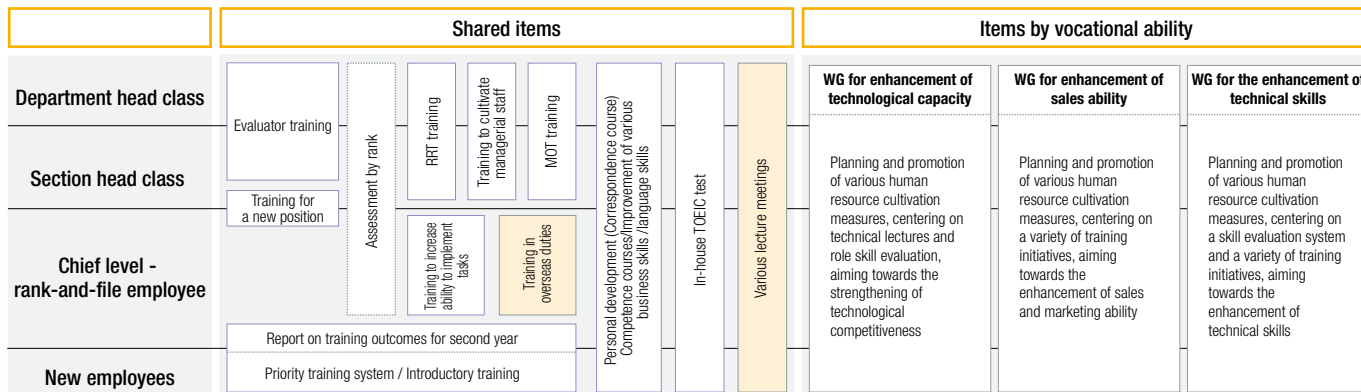 Shared items
Items by vocational ability
Department head class
Section head class
Chief level -
rank-and-file employee
New employees
Evaluator training
Training for
a new position
Assessment by rank
RRT training
Training to cultivate
managerial staff
MOT training
Training to increase
ability to implement
tasks
Training in
overseas duties
Report on training outcomes for second year
Priority training system / Introductory training
Personal development (Correspondence course)
Competence courses/Improvement of various
business skills /language skills
In-house TOEIC test
Various lecture meetings
WG for enhancement of
technological capacity
Planning and promotion
of various human
resource cultivation
measures, centering on
technical lectures and
role skill evaluation,
aiming towards the
strengthening of
technological
competitiveness
WG for enhancement of
sales ability
Planning and promotion
of various human
resource cultivation
measures, centering on
a variety of training
initiatives, aiming
towards the
enhancement of sales
and marketing ability
WG for the enhancement of
technical skills
Planning and promotion
of various human
resource cultivation
measures, centering on
a skill evaluation system
and a variety of training
initiatives, aiming
towards the
enhancement of
technical skills